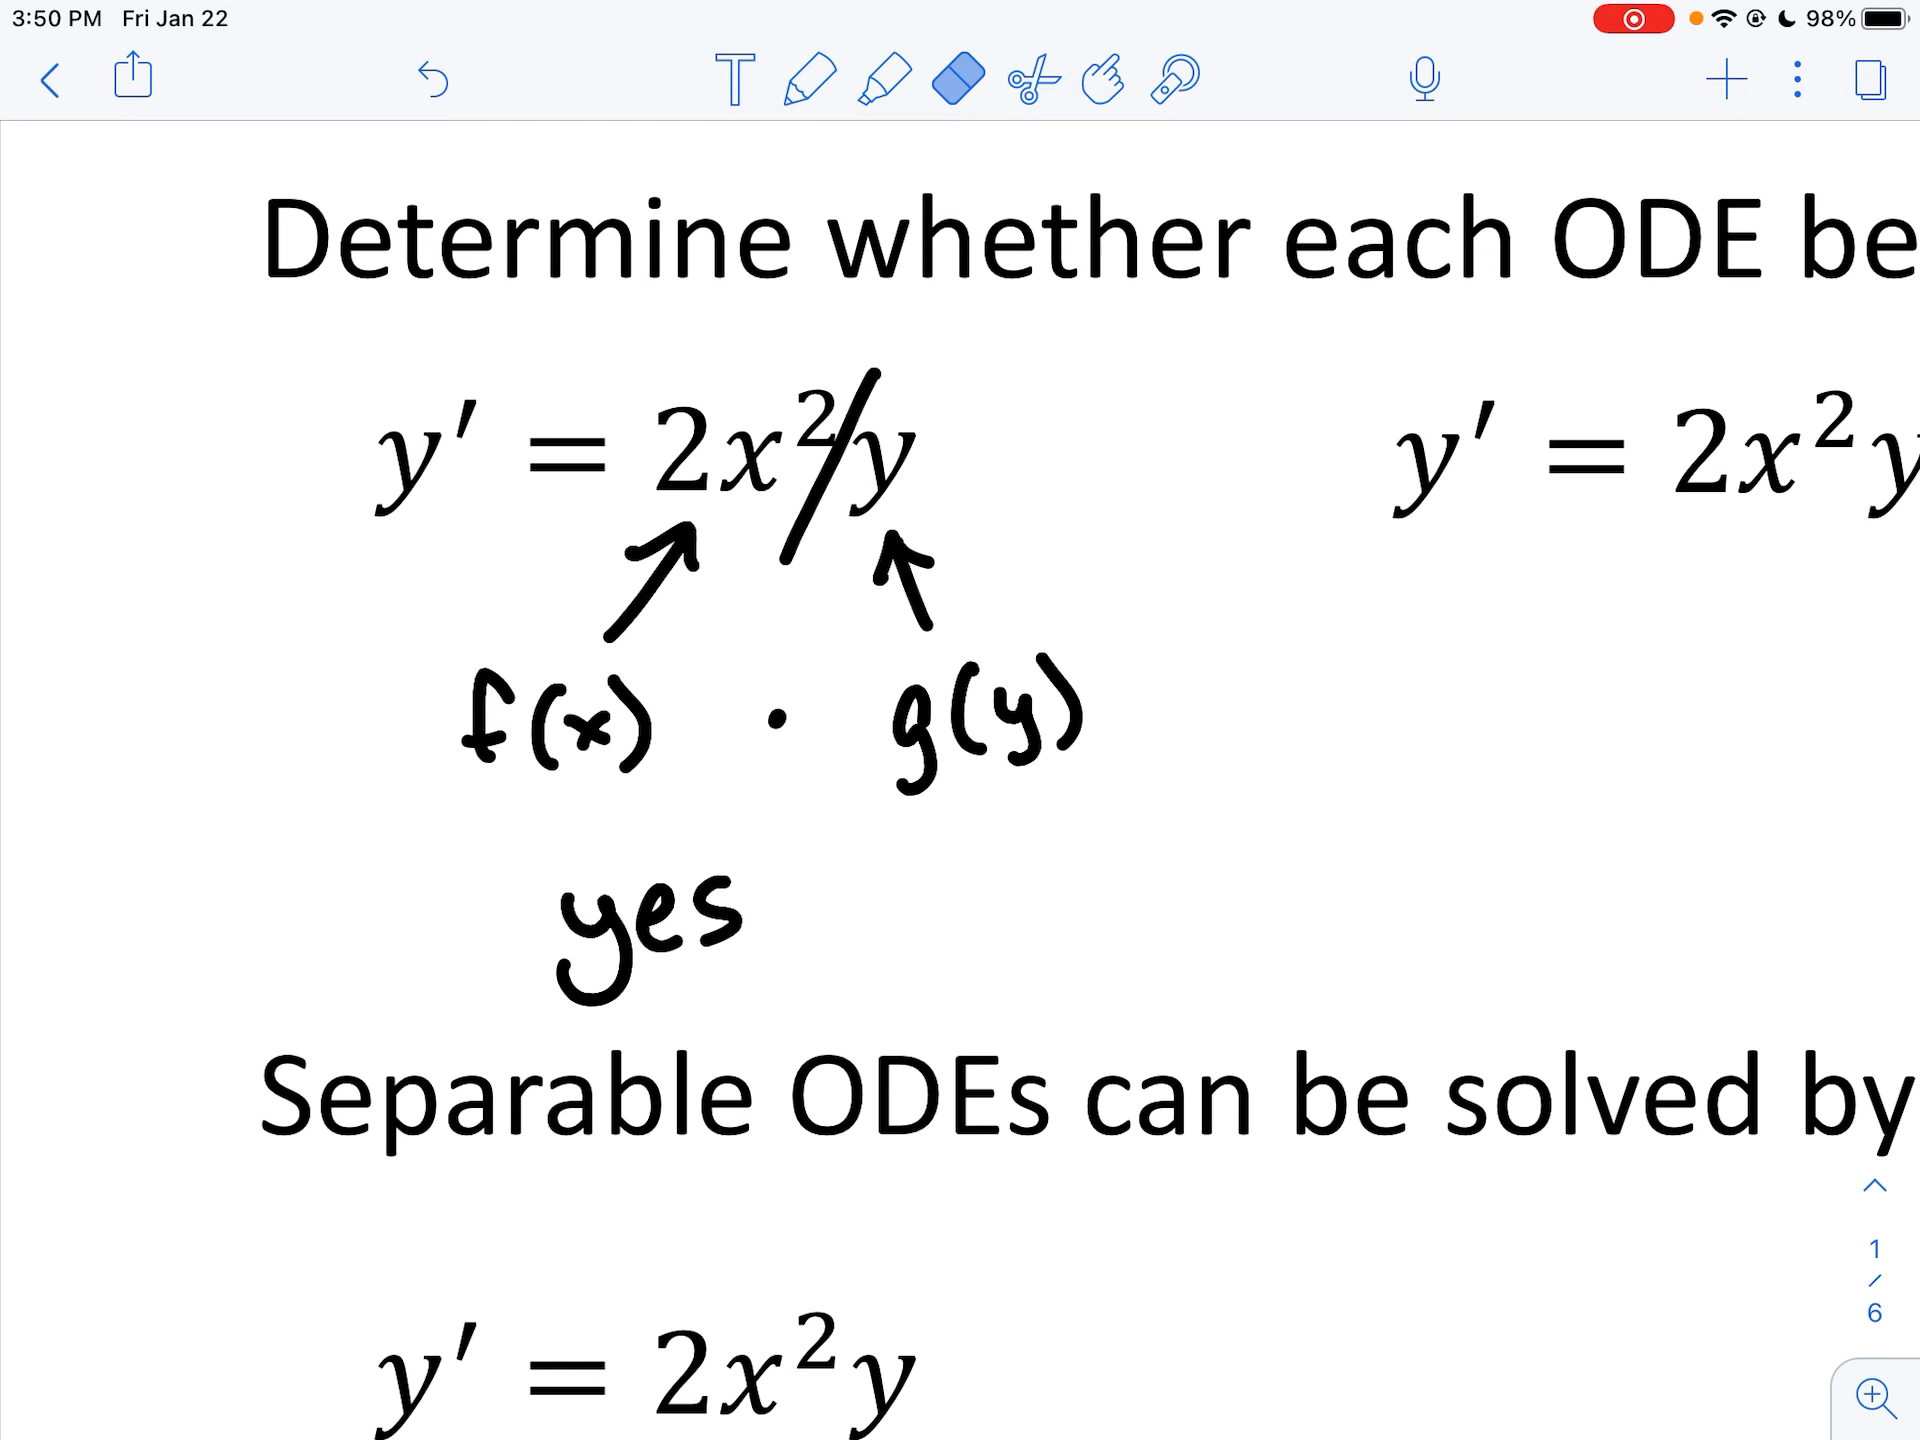 3:50 PM Fri Jan 22 98%
T
Determine whether each ODE be
y′ = 2x²/y y′ = 2x²y
f(x) · g(y)
yes
Separable ODEs can be solved by
1
/
6
y′ = 2x²y